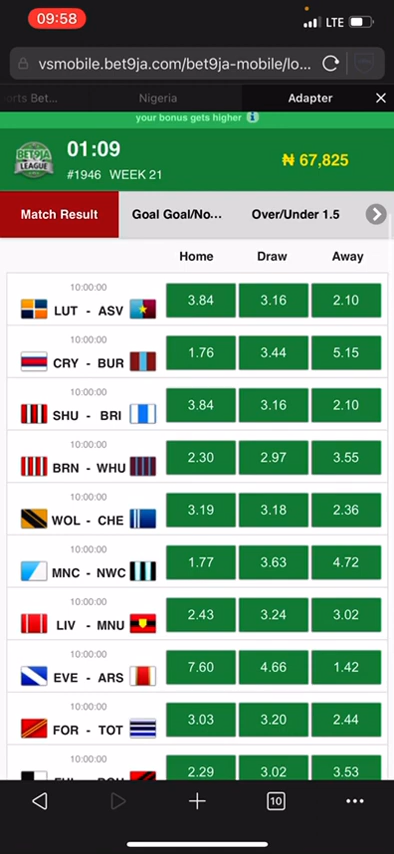 09:58
LTE
vsmobile.bet9ja.com/bet9ja-mobile/lo...
orts Bet...
Nigeria
Adapter
your bonus gets higher
BET9JA
LEAGUE
01:09
#1946 WEEK 21
₦ 67,825
Match Result
Goal Goal/No...
Over/Under 1.5
Home Draw Away
10:00:00
LUT - ASV 3.84 3.16 2.10
10:00:00
CRY - BUR 1.76 3.44 5.15
10:00:00
SHU - BRI 3.84 3.16 2.10
10:00:00
BRN - WHU 2.30 2.97 3.55
10:00:00
WOL - CHE 3.19 3.18 2.36
10:00:00
MNC - NWC 1.77 3.63 4.72
10:00:00
LIV - MNU 2.43 3.24 3.02
10:00:00
EVE - ARS 7.60 4.66 1.42
10:00:00
FOR - TOT 3.03 3.20 2.44
10:00:00
2.29 3.02 3.53
10